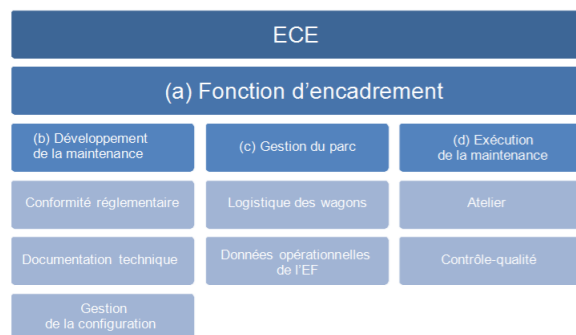 ECE
(a) Fonction d'encadrement
(b) Développement
de la maintenance
(c) Gestion du parc
(d) Exécution
de la maintenance
Conformité réglementaire
Logistique des wagons
Atelier
Documentation technique
Données opérationnelles
de l'EF
Contrôle-qualité
Gestion
de la configuration